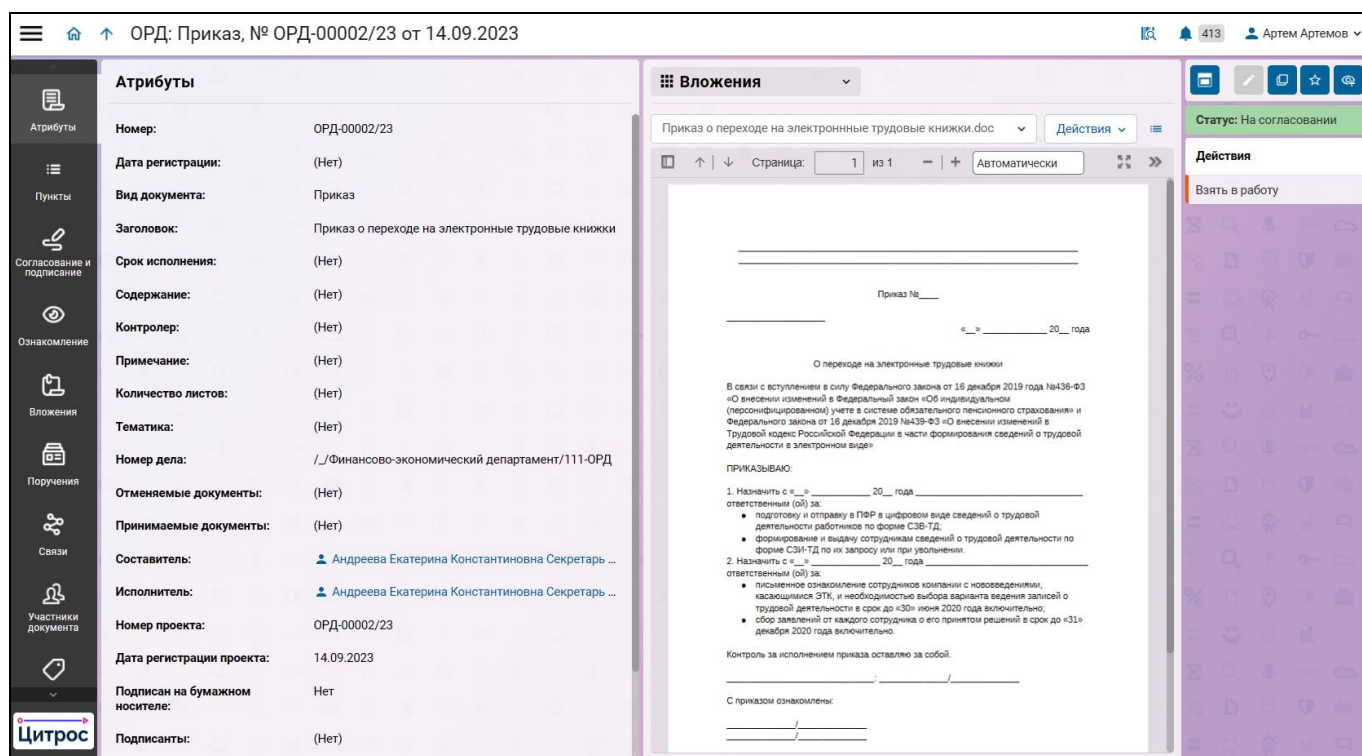 ОРД: Приказ, № ОРД-00002/23 от 14.09.2023
413
Артем Артемов
Атрибуты
Пункты
Согласование и
подписание
Ознакомление
Вложения
Поручения
Связи
Участники
документа
Цитрос
Атрибуты
Номер: ОРД-00002/23
Дата регистрации: (Нет)
Вид документа: Приказ
Заголовок: Приказ о переходе на электронные трудовые книжки
Срок исполнения: (Нет)
Содержание: (Нет)
Контролер: (Нет)
Примечание: (Нет)
Количество листов: (Нет)
Тематика: (Нет)
Номер дела: /_/Финансово-экономический департамент/111-ОРД
Отменяемые документы: (Нет)
Принимаемые документы: (Нет)
Составитель: Андреева Екатерина Константиновна Секретарь ...
Исполнитель: Андреева Екатерина Константиновна Секретарь ...
Номер проекта: ОРД-00002/23
Дата регистрации проекта: 14.09.2023
Подписан на бумажном Нет
носителе:
Подписанты: (Нет)
Вложения
Приказ о переходе на электроннные трудовые книжки.doc
Действия
Страница: 1 из 1 − | + Автоматически
Приказ №____
«__» ____________ 20__ года
О переходе на электронные трудовые книжки
В связи с вступлением в силу Федерального закона от 16 декабря 2019 года №436-ФЗ
«О внесении изменений в Федеральный закон «Об индивидуальном
(персонифицированном) учете в системе обязательного пенсионного страхования» и
Федерального закона от 16 декабря 2019 №439-ФЗ «О внесении изменений в
Трудовой кодекс Российской Федерации в части формирования сведений о трудовой
деятельности в электронном виде»
ПРИКАЗЫВАЮ:
1. Назначить с «__» ___________ 20__ года ________________________________
ответственным (ой) за:
● подготовку и отправку в ПФР в цифровом виде сведений о трудовой
деятельности работников по форме СЗВ-ТД;
● формирование и выдачу сотрудникам сведений о трудовой деятельности по
форме СЗИ-ТД по их запросу или при увольнении.
2. Назначить с «__» _____________ 20__ года ________________________________
ответственным (ой) за:
● письменное ознакомление сотрудников компании с нововведениями,
касающимися ЭТК, и необходимостью выбора варианта ведения записей о
трудовой деятельности в срок до «30» июня 2020 года включительно;
● сбор заявлений от каждого сотрудника о его принятом решений в срок до «31»
декабря 2020 года включительно.
Контроль за исполнением приказа оставляю за собой.
____________________________: _____________/_____________
С приказом ознакомлены:
_____________/_____________
_____________/_____________
Статус: На согласовании
Действия
Взять в работу